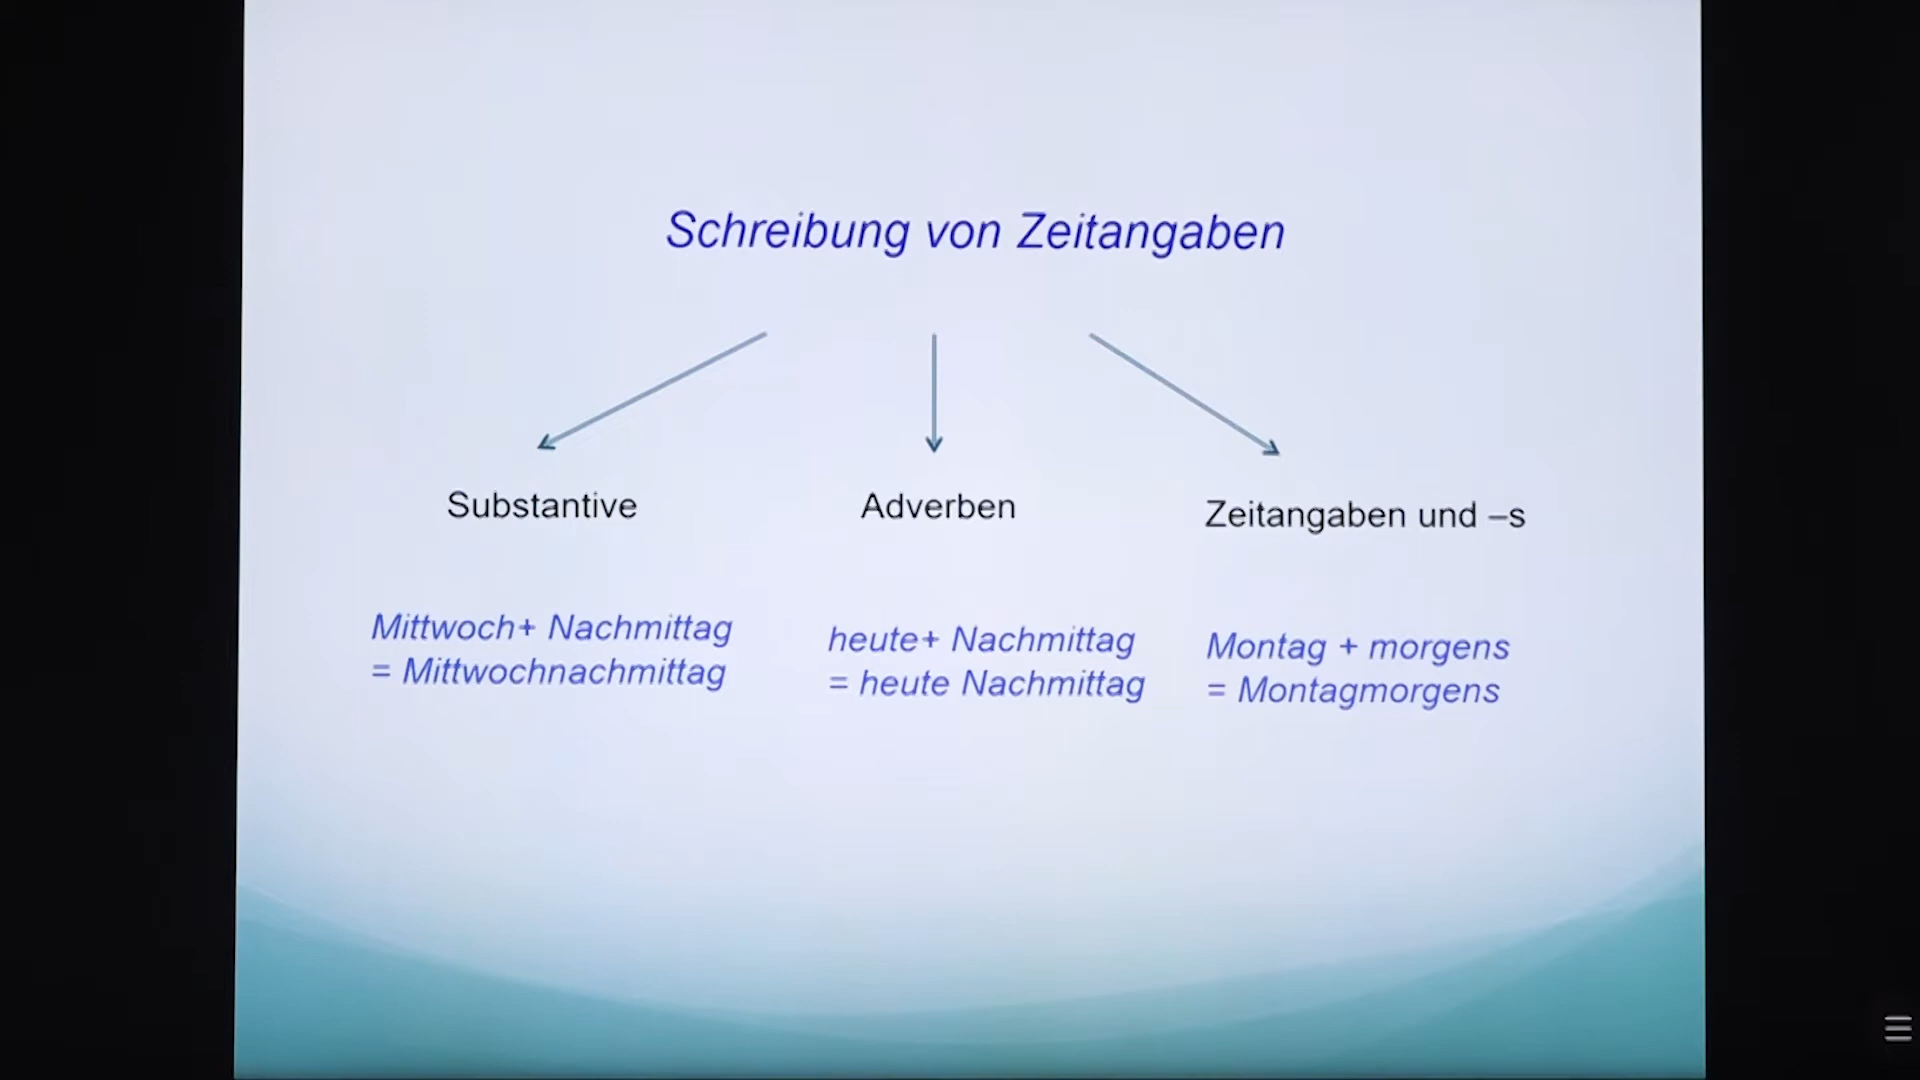 Schreibung von Zeitangaben
Substantive
Adverben
Zeitangaben und –s
Mittwoch+ Nachmittag
= Mittwochnachmittag
heute+ Nachmittag
= heute Nachmittag
Montag + morgens
= Montagmorgens